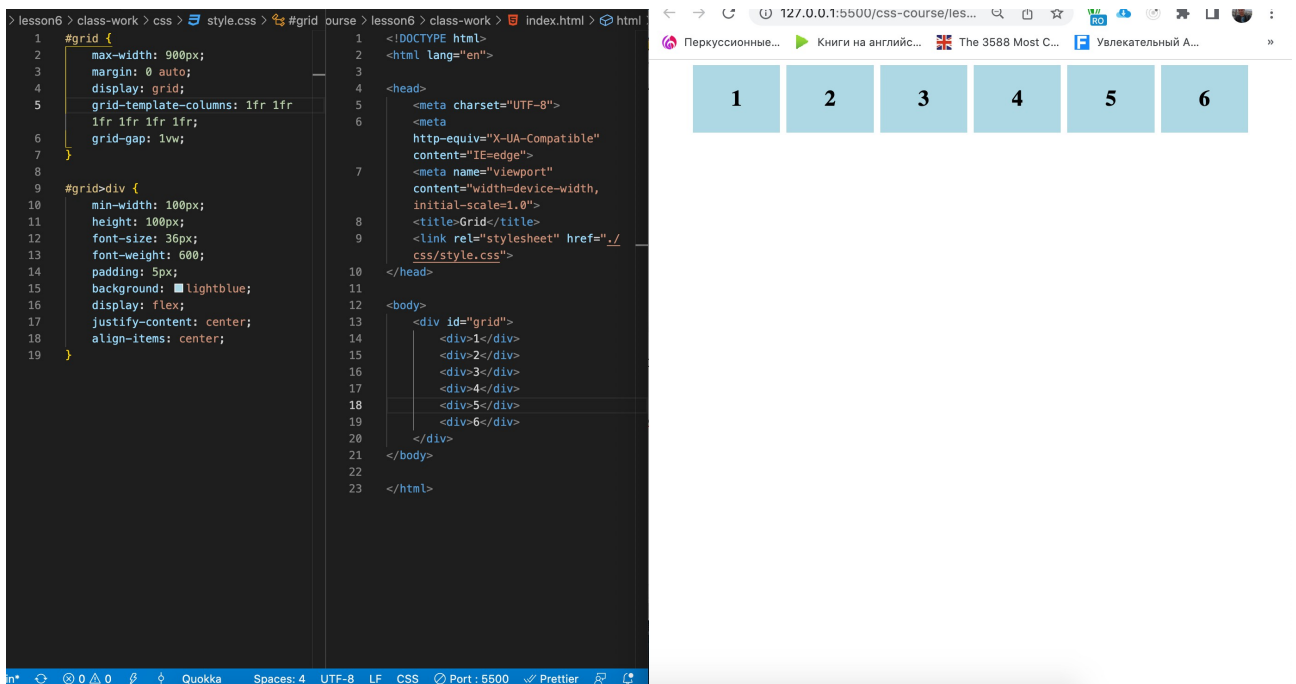 > lesson6 > class-work > css > style.css > #grid
1 #grid {
2 max-width: 900px;
3 margin: 0 auto;
4 display: grid;
5 grid-template-columns: 1fr 1fr
1fr 1fr 1fr 1fr;
6 grid-gap: 1vw;
7 }
8
9 #grid>div {
10 min-width: 100px;
11 height: 100px;
12 font-size: 36px;
13 font-weight: 600;
14 padding: 5px;
15 background: lightblue;
16 display: flex;
17 justify-content: center;
18 align-items: center;
19 }
ourse > lesson6 > class-work > index.html > html
1 <!DOCTYPE html>
2 <html lang="en">
3
4 <head>
5 <meta charset="UTF-8">
6 <meta
http-equiv="X-UA-Compatible"
content="IE=edge">
7 <meta name="viewport"
content="width=device-width,
initial-scale=1.0">
8 <title>Grid</title>
9 <link rel="stylesheet" href="./
css/style.css">
10 </head>
11
12 <body>
13 <div id="grid">
14 <div>1</div>
15 <div>2</div>
16 <div>3</div>
17 <div>4</div>
18 <div>5</div>
19 <div>6</div>
20 </div>
21 </body>
22
23 </html>
in* 0 0 Quokka Spaces: 4 UTF-8 LF CSS Port : 5500 Prettier
127.0.0.1:5500/css-course/les... RO
Перкуссионные... Книги на английс... The 3588 Most C... F Увлекательный А... »
1 2 3 4 5 6